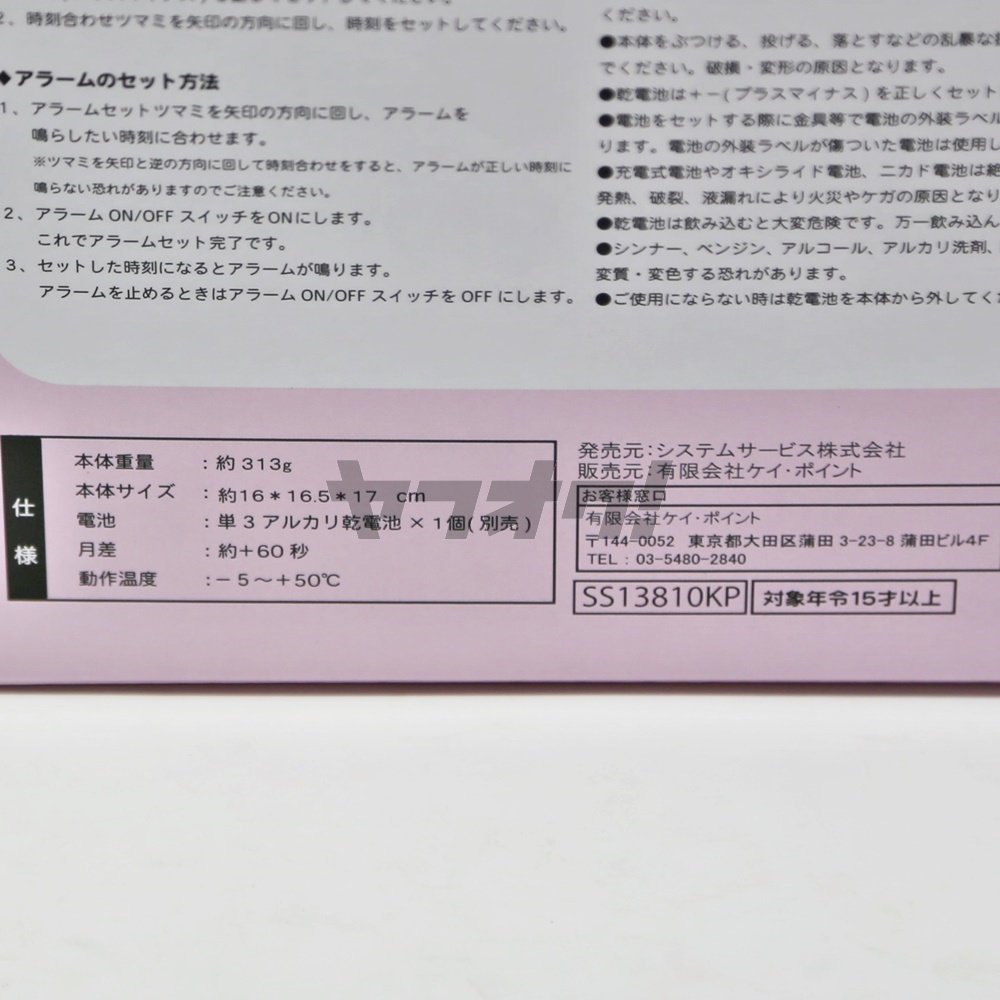 2、時刻合わせツマミを矢印の方向に回し、時刻をセットしてください。
◆アラームのセット方法
1、アラームセットツマミを矢印の方向に回し、アラームを
鳴らしたい時刻に合わせます。
※ツマミを矢印と逆の方向に回して時刻合わせをすると、アラームが正しい時刻に
鳴らない恐れがありますのでご注意ください。
2、アラーム ON/OFF スイッチをONにします。
これでアラームセット完了です。
3、セットした時刻になるとアラームが鳴ります。
アラームを止めるときはアラーム ON/OFF スイッチを OFF にします。
ください。
●本体をぶつける、投げる、落とすなどの乱暴な
でください。破損・変形の原因となります。
●乾電池は+-(プラスマイナス)を正しくセット
●電池をセットする際に金具等で電池の外装ラベル
ります。電池の外装ラベルが傷ついた電池は使用し
●充電式電池やオキシライド電池、ニカド電池は絶
発熱、破裂、液漏れにより火災やケガの原因となり
●乾電池は飲み込むと大変危険です。万一飲み込ん
●シンナー、ベンジン、アルコール、アルカリ洗剤、
変質・変色する恐れがあります。
●ご使用にならない時は乾電池を本体から外してくだ
仕様
本体重量 : 約 313g
本体サイズ : 約16*16.5*17 cm
電池 : 単3アルカリ乾電池×1個(別売)
月差 : 約+60 秒
動作温度 : -5～+50℃
発売元:システムサービス株式会社
販売元:有限会社ケイ・ポイント
お客様窓口
有限会社ケイ・ポイント
〒144-0052 東京都大田区蒲田 3-23-8 蒲田ビル4F
TEL : 03-5480-2840
SS13810KP 対象年令15才以上
ヤフオク!